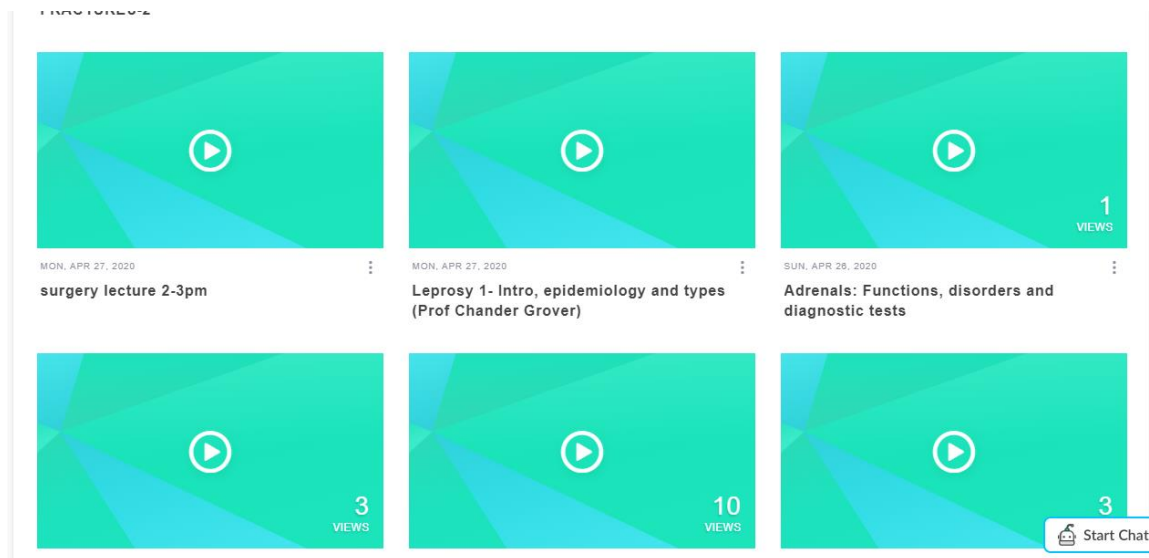 FRACTURES-2
1
VIEWS
MON, APR 27, 2020
surgery lecture 2-3pm
MON, APR 27, 2020
Leprosy 1- Intro, epidemiology and types
(Prof Chander Grover)
SUN, APR 26, 2020
Adrenals: Functions, disorders and
diagnostic tests
3
VIEWS
10
VIEWS
3
Start Chat